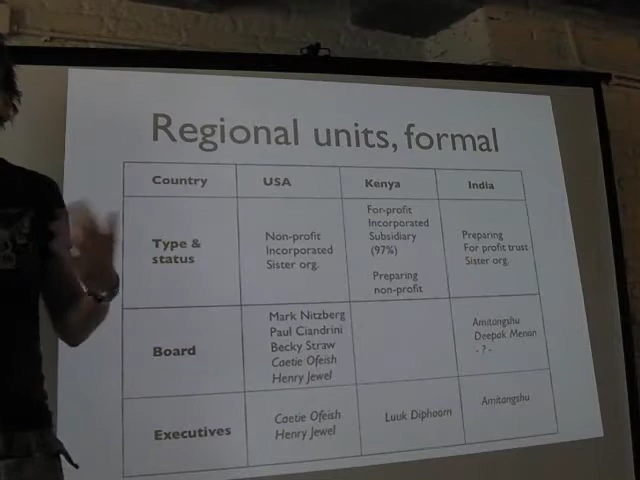 Regional units, formal
Country USA Kenya India
Type &
status
Non-profit
Incorporated
Sister org.
For-profit
Incorporated
Subsidiary
(97%)
Preparing
non-profit
Preparing
For profit trust
Sister org.
Board
Mark Nitzberg
Paul Ciandrini
Becky Straw
Caetie Ofeish
Henry Jewel
Amitangshu
Deepak Menon
- ? -
Executives
Caetie Ofeish
Henry Jewel
Luuk Diphoorn
Amitangshu